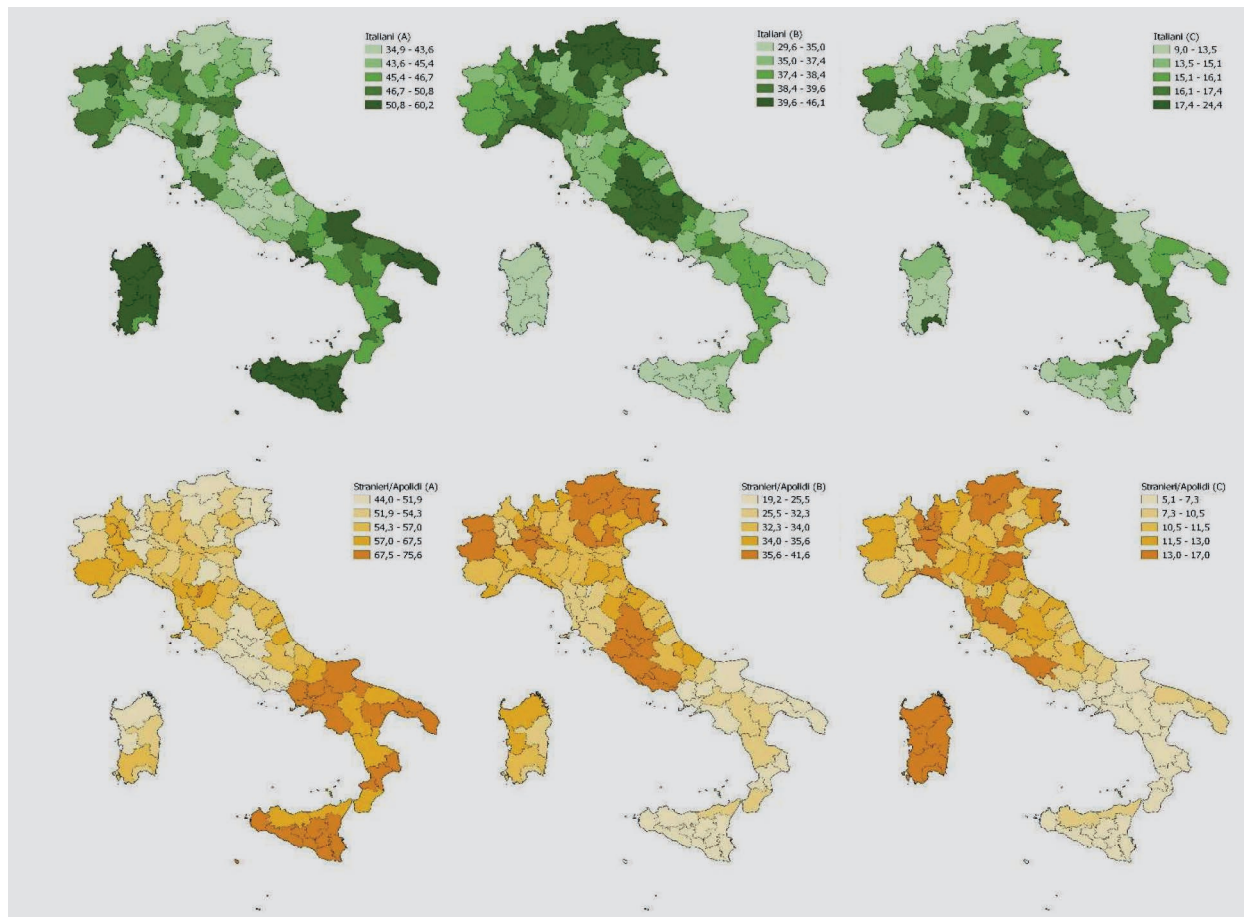 Italiani (A)
34,9 - 43,6
43,6 - 45,4
45,4 - 46,7
46,7 - 50,8
50,8 - 60,2
Italiani (B)
29,6 - 35,0
35,0 - 37,4
37,4 - 38,4
38,4 - 39,6
39,6 - 46,1
Italiani (C)
9,0 - 13,5
13,5 - 15,1
15,1 - 16,1
16,1 - 17,4
17,4 - 24,4
Stranieri/Apolidi (A)
44,0 - 51,9
51,9 - 54,3
54,3 - 57,0
57,0 - 67,5
67,5 - 75,6
Stranieri/Apolidi (B)
19,2 - 25,5
25,5 - 32,3
32,3 - 34,0
34,0 - 35,6
35,6 - 41,6
Stranieri/Apolidi (C)
5,1 - 7,3
7,3 - 10,5
10,5 - 11,5
11,5 - 13,0
13,0 - 17,0